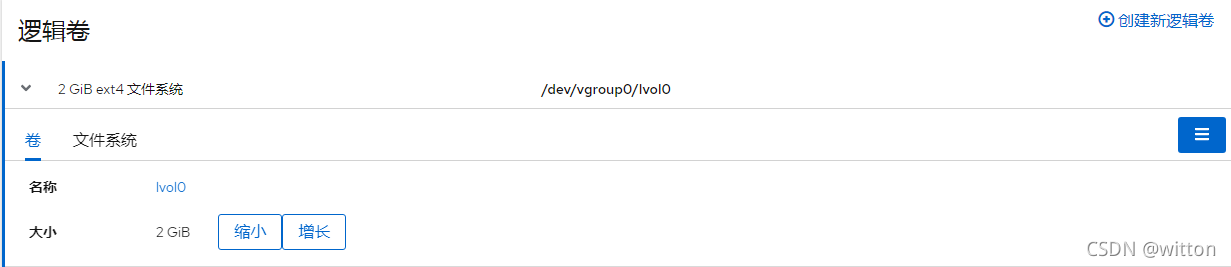 逻辑卷
创建新逻辑卷
2 GiB ext4 文件系统 /dev/vgroup0/lvol0
卷 文件系统
名称 lvol0
大小 2 GiB 缩小 增长
CSDN @witton